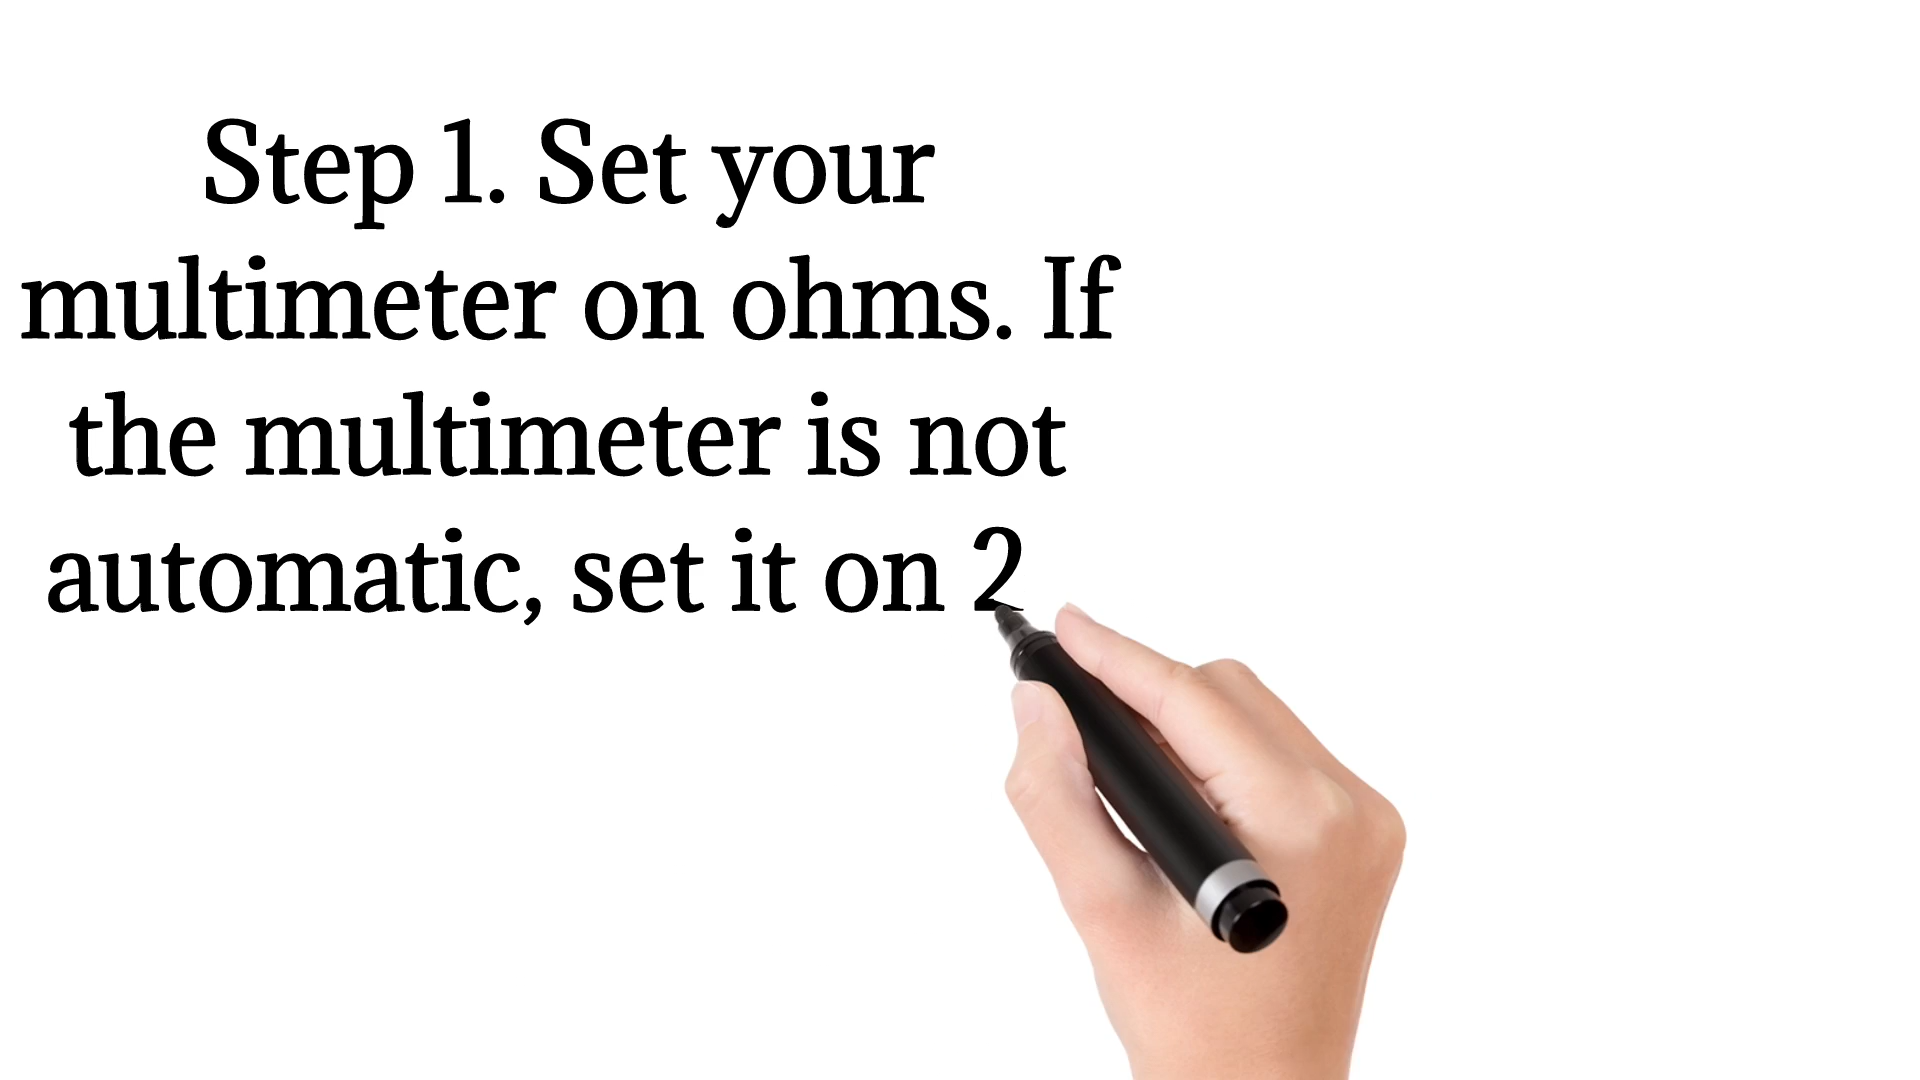 Step 1. Set your
multimeter on ohms. If
the multimeter is not
automatic, set it on 2